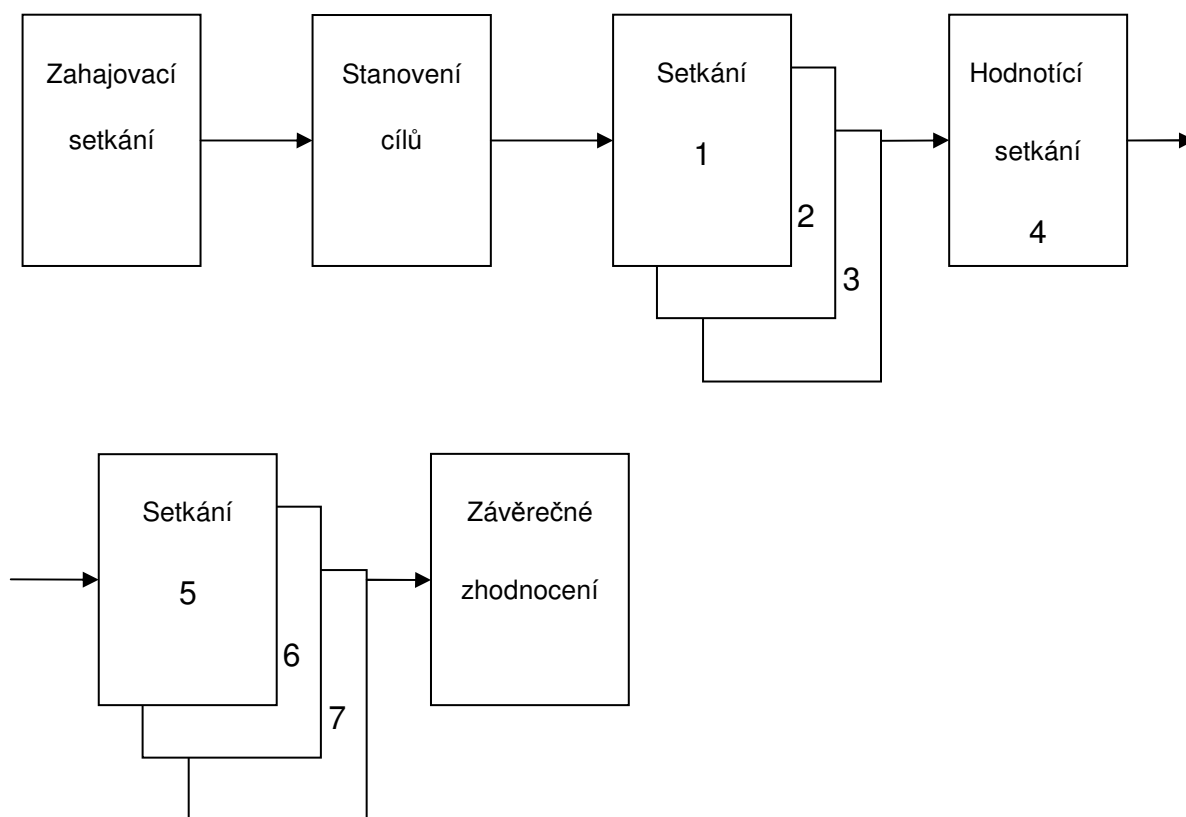 Zahajovací
setkání
Stanovení
cílů
Setkání
1
2
3
Hodnotící
setkání
4
Setkání
5
6
7
Závěrečné
zhodnocení